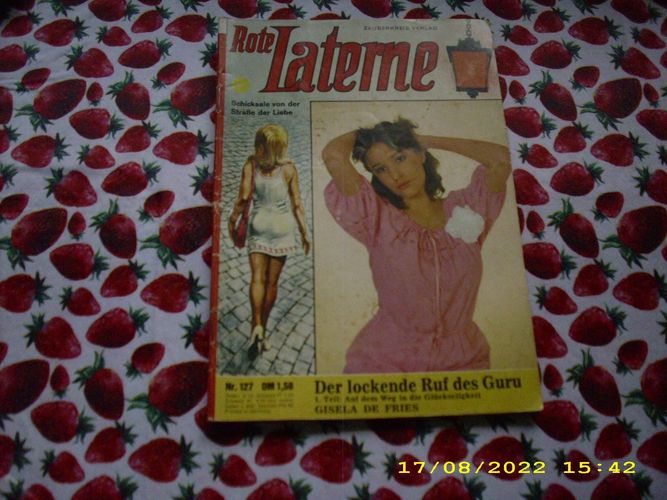 ZAUBERKREIS VERLAG
Rote
Laterne
Schicksale von der
Straße der Liebe
Nr. 127 DM 1,50
Der lockende Ruf des Guru
1. Teil: Auf dem Weg in die Glückseligkeit
GISELA DE FRIES
17/08/2022 15:42